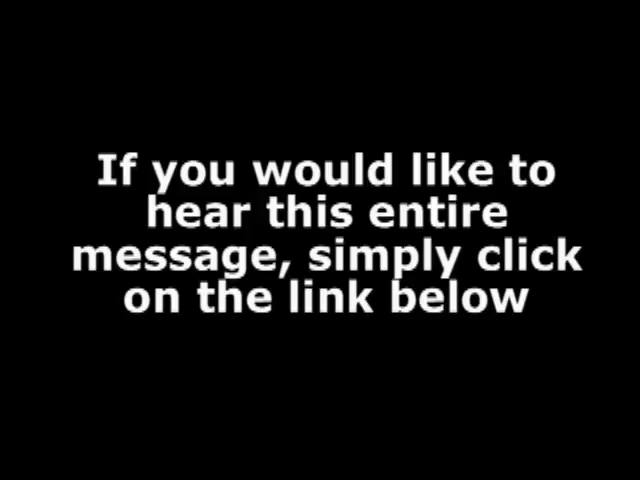 If you would like to
hear this entire
message, simply click
on the link below